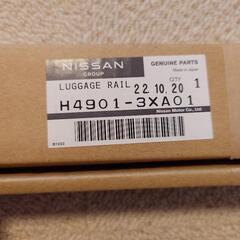 NISSAN
GROUP
GENUINE PARTS
Made in Japan
LUGGAGE RAIL 22.10.20
QTY
1
H4901-3XA01
Nissan Motor Co., Ltd.